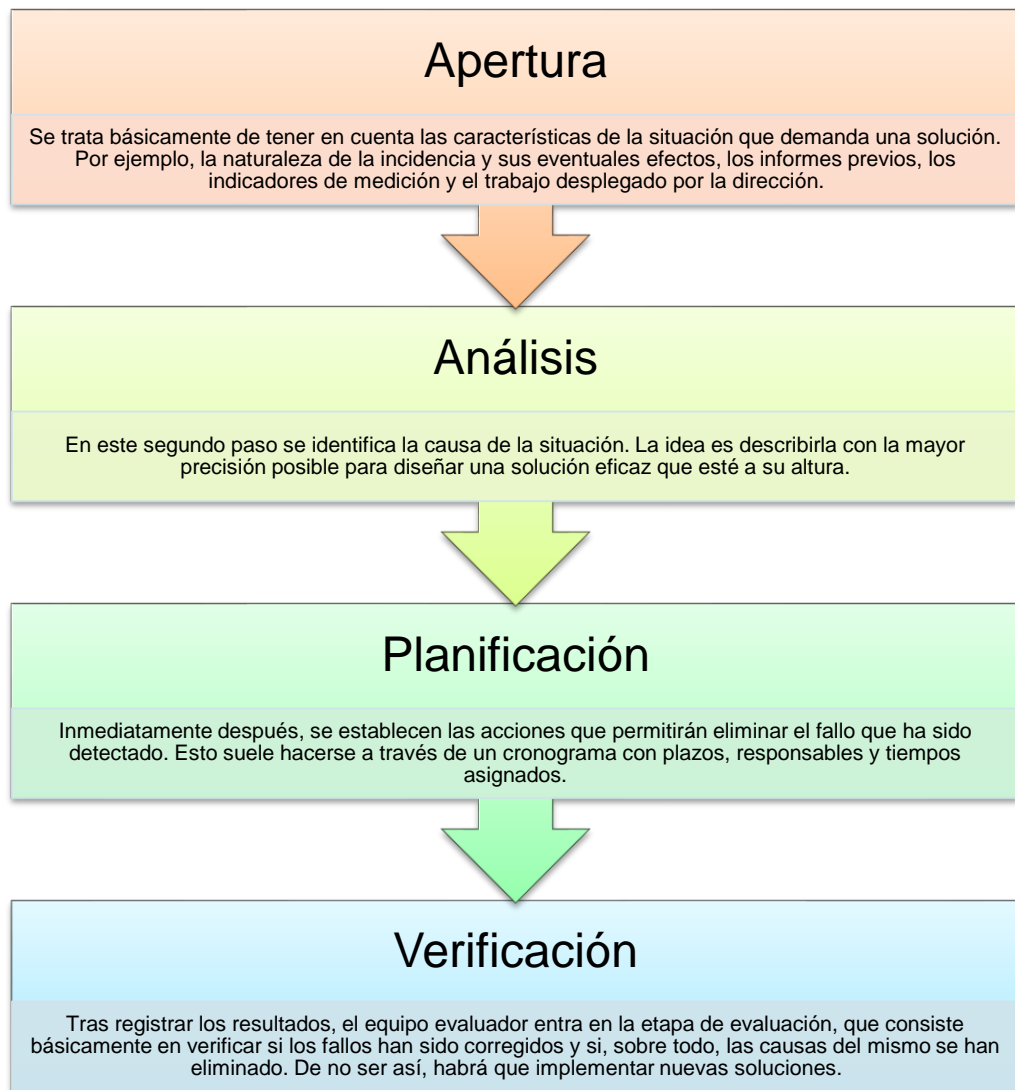 Apertura
Se trata básicamente de tener en cuenta las características de la situación que demanda una solución.
Por ejemplo, la naturaleza de la incidencia y sus eventuales efectos, los informes previos, los
indicadores de medición y el trabajo desplegado por la dirección.
Análisis
En este segundo paso se identifica la causa de la situación. La idea es describirla con la mayor
precisión posible para diseñar una solución eficaz que esté a su altura.
Planificación
Inmediatamente después, se establecen las acciones que permitirán eliminar el fallo que ha sido
detectado. Esto suele hacerse a través de un cronograma con plazos, responsables y tiempos
asignados.
Verificación
Tras registrar los resultados, el equipo evaluador entra en la etapa de evaluación, que consiste
básicamente en verificar si los fallos han sido corregidos y si, sobre todo, las causas del mismo se han
eliminado. De no ser así, habrá que implementar nuevas soluciones.